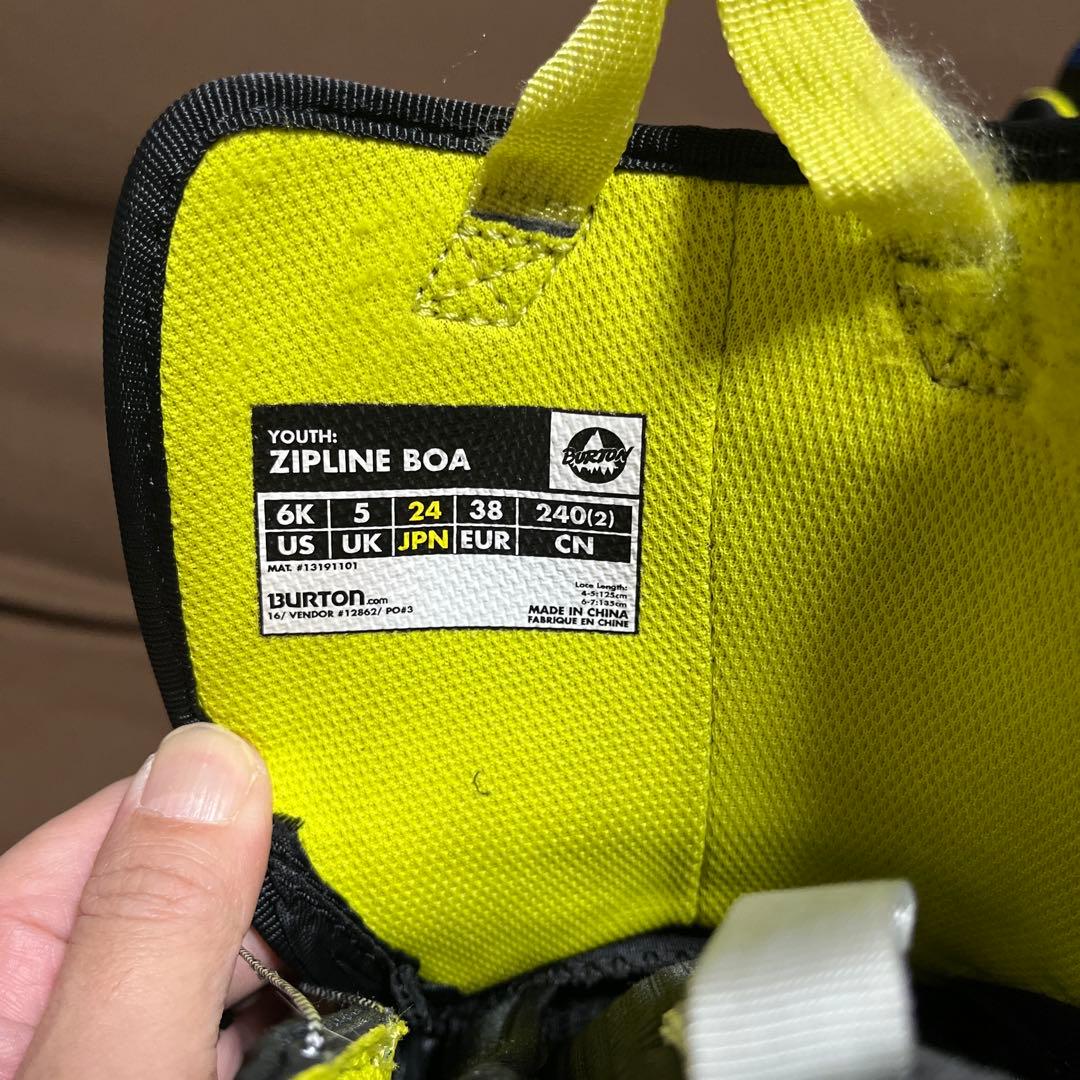 YOUTH:
ZIPLINE BOA
BURTON
6K 5 24 38 240(2)
US UK JPN EUR CN
MAT. #13191101
BURTON.com
16/ VENDOR #12862/ PO#3
Lace Length:
4-5:125cm
6-7:135cm
MADE IN CHINA
FABRIQUE EN CHINE